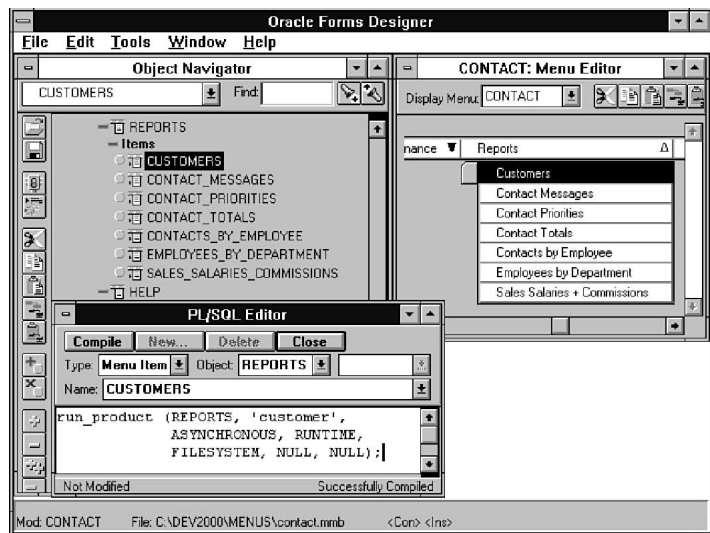 Oracle Forms Designer
File Edit Tools Window Help
Object Navigator
CUSTOMERS Find:
REPORTS
Items
CUSTOMERS
CONTACT_MESSAGES
CONTACT_PRIORITIES
CONTACT_TOTALS
CONTACTS_BY_EMPLOYEE
EMPLOYEES_BY_DEPARTMENT
SALES_SALARIES_COMMISSIONS
HELP
CONTACT: Menu Editor
Display Menu: CONTACT
nance Reports
Customers
Contact Messages
Contact Priorities
Contact Totals
Contacts by Employee
Employees by Department
Sales Salaries + Commissions
PL/SQL Editor
Compile New... Delete Close
Type: Menu Item Object: REPORTS
Name: CUSTOMERS
run_product (REPORTS, 'customer',
ASYNCHRONOUS, RUNTIME,
FILESYSTEM, NULL, NULL);
Not Modified Successfully Compiled
Mod: CONTACT File: C:\DEV2000\MENUS\contact.mmb <Con> <Ins>